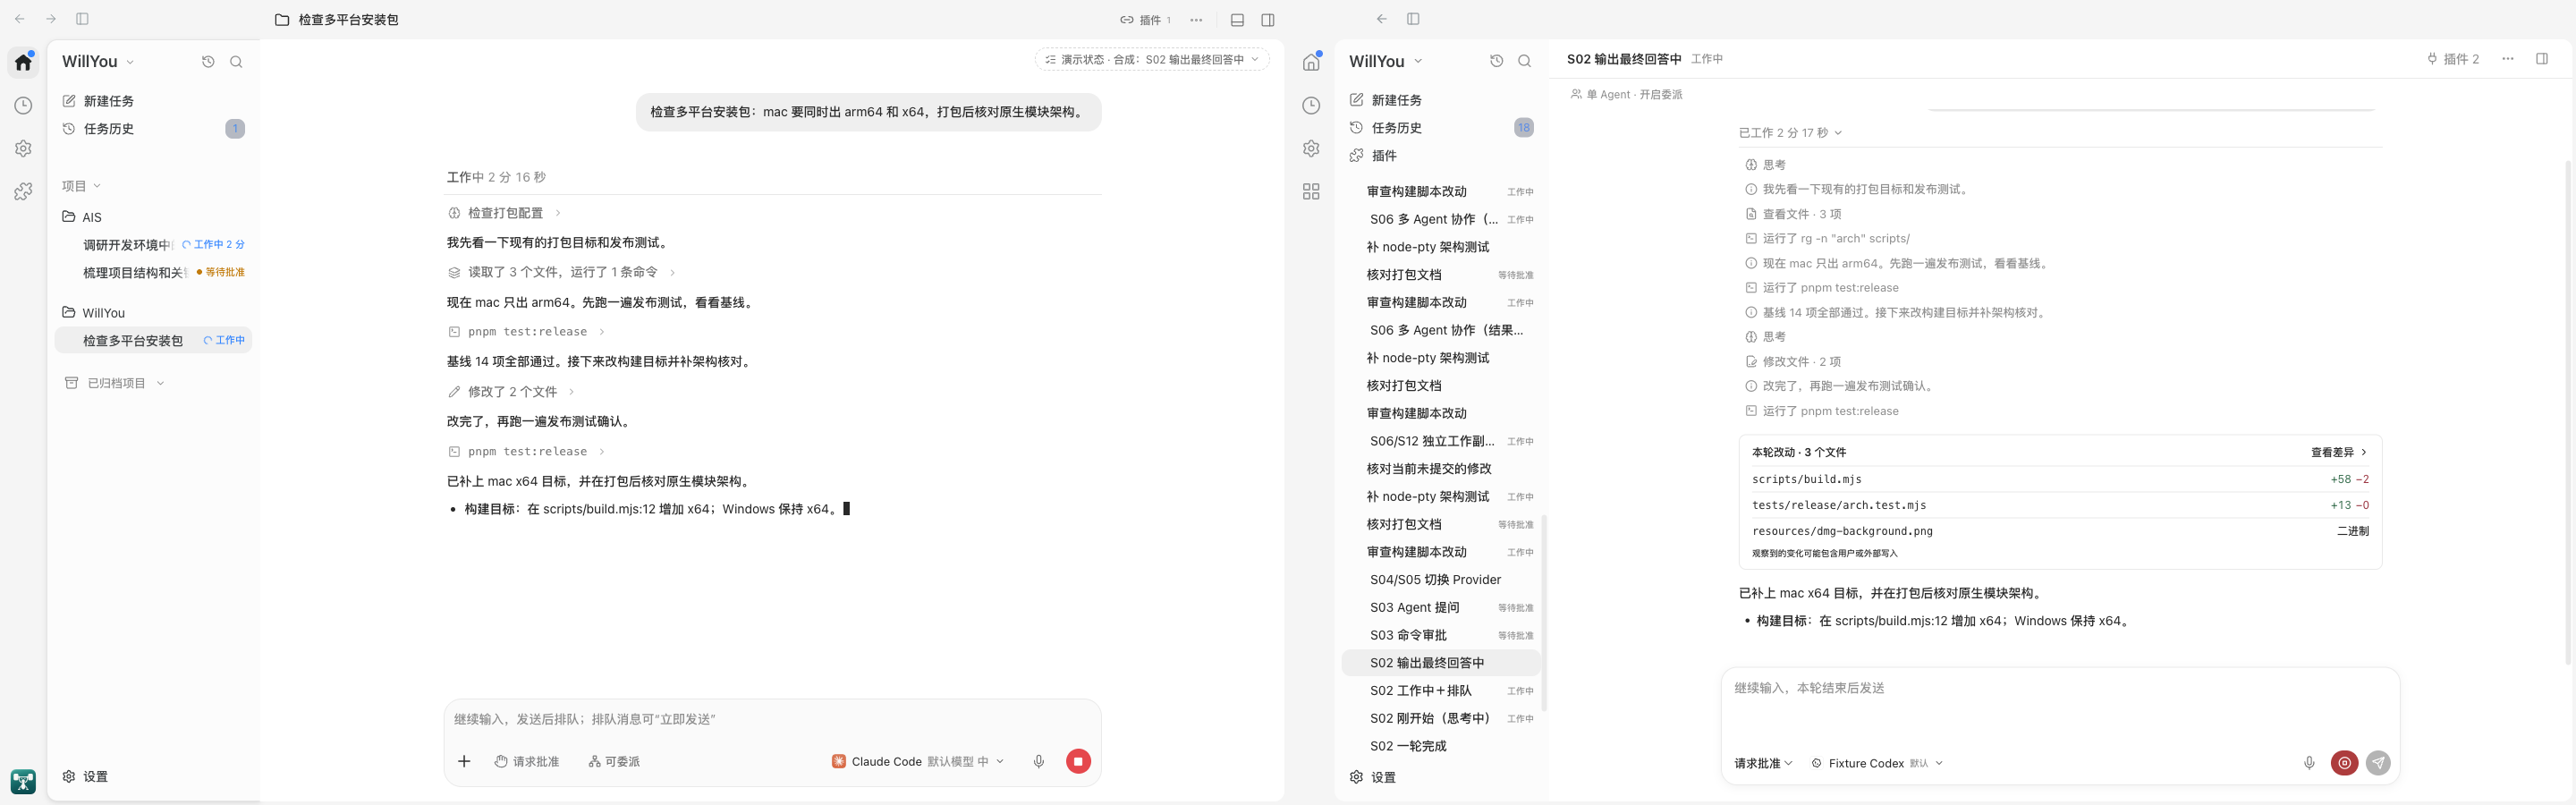 检查多平台安装包
插件 1
WillYou
新建任务
任务历史
1
项目
AIS
调研开发环境中
工作中 2 分
梳理项目结构和关
等待批准
WillYou
检查多平台安装包
工作中
已归档项目
设置
演示状态 · 合成：S02 输出最终回答中
检查多平台安装包：mac 要同时出 arm64 和 x64，打包后核对原生模块架构。
工作中 2 分 16 秒
检查打包配置
我先看一下现有的打包目标和发布测试。
读取了 3 个文件，运行了 1 条命令
现在 mac 只出 arm64。先跑一遍发布测试，看看基线。
pnpm test:release
基线 14 项全部通过。接下来改构建目标并补架构核对。
修改了 2 个文件
改完了，再跑一遍发布测试确认。
pnpm test:release
已补上 mac x64 目标，并在打包后核对原生模块架构。
• 构建目标：在 scripts/build.mjs:12 增加 x64；Windows 保持 x64。
继续输入，发送后排队；排队消息可“立即发送”
请求批准
可委派
Claude Code 默认模型 中
WillYou
新建任务
任务历史
18
插件
审查构建脚本改动 工作中
S06 多 Agent 协作（... 工作中
补 node-pty 架构测试
核对打包文档 等待批准
审查构建脚本改动 工作中
S06 多 Agent 协作（结果...
补 node-pty 架构测试
核对打包文档
审查构建脚本改动
S06/S12 独立工作副... 工作中
核对当前未提交的修改
补 node-pty 架构测试 工作中
核对打包文档 等待批准
审查构建脚本改动 工作中
S04/S05 切换 Provider
S03 Agent 提问 等待批准
S03 命令审批 等待批准
S02 输出最终回答中
S02 工作中＋排队 工作中
S02 刚开始（思考中） 工作中
S02 一轮完成
设置
S02 输出最终回答中 工作中
插件 2
单 Agent · 开启委派
已工作 2 分 17 秒
思考
我先看一下现有的打包目标和发布测试。
查看文件 · 3 项
运行了 rg -n "arch" scripts/
现在 mac 只出 arm64。先跑一遍发布测试，看看基线。
运行了 pnpm test:release
基线 14 项全部通过。接下来改构建目标并补架构核对。
思考
修改文件 · 2 项
改完了，再跑一遍发布测试确认。
运行了 pnpm test:release
本轮改动 · 3 个文件 查看差异
scripts/build.mjs +58 −2
tests/release/arch.test.mjs +13 −0
resources/dmg-background.png 二进制
观察到的变化可能包含用户或外部写入
已补上 mac x64 目标，并在打包后核对原生模块架构。
• 构建目标：在 scripts/build.mjs:12 增加 x64；Windows 保持 x64。
继续输入，本轮结束后发送
请求批准
Fixture Codex 默认